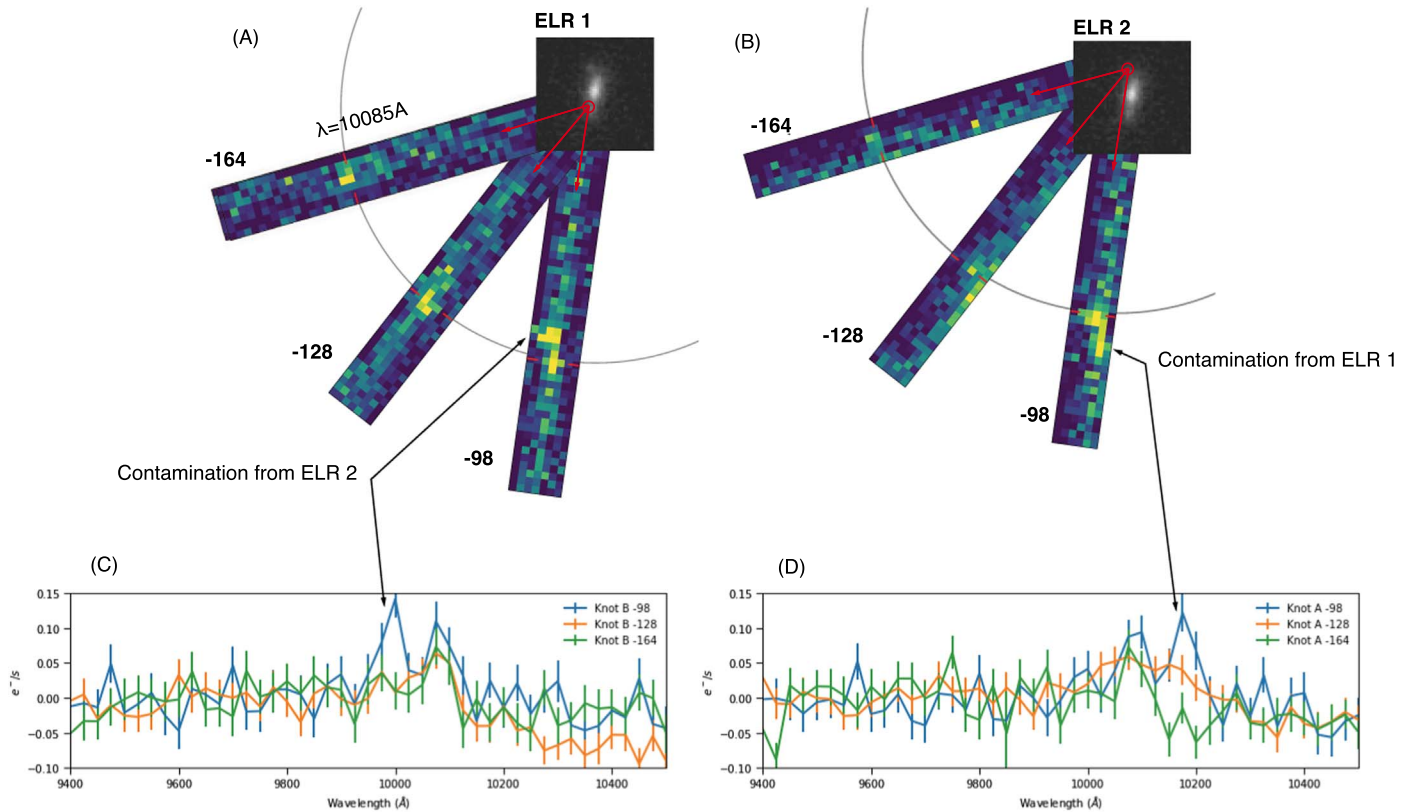 (A)
ELR 1
λ=10085A
-164
-128
-98
Contamination from ELR 2
(B)
ELR 2
-164
-128
-98
Contamination from ELR 1
(C)
0.15
0.10
0.05
0.00
-0.05
-0.10
e⁻/s
Knot B -98
Knot B -128
Knot B -164
9400 9600 9800 10000 10200 10400
Wavelength (Å)
(D)
0.15
0.10
0.05
0.00
-0.05
-0.10
e⁻/s
Knot A -98
Knot A -128
Knot A -164
9400 9600 9800 10000 10200 10400
Wavelength (Å)